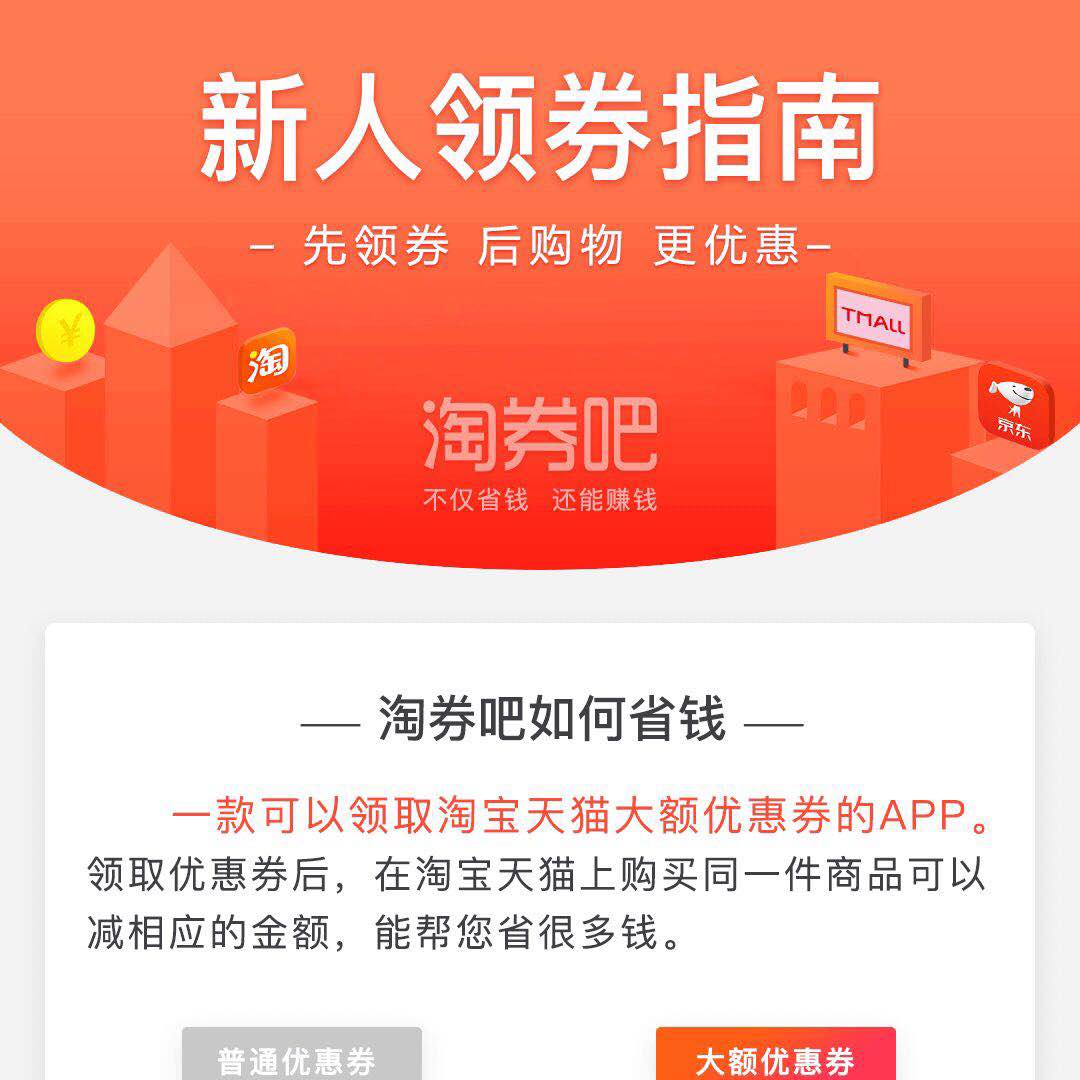 新人领券指南
– 先领券 后购物 更优惠–
¥
淘
TMALL
京东
淘券吧
不仅省钱 还能赚钱
— 淘券吧如何省钱 —
一款可以领取淘宝天猫大额优惠券的APP。
领取优惠券后，在淘宝天猫上购买同一件商品可以
减相应的金额，能帮您省很多钱。
普通优惠券 大额优惠券